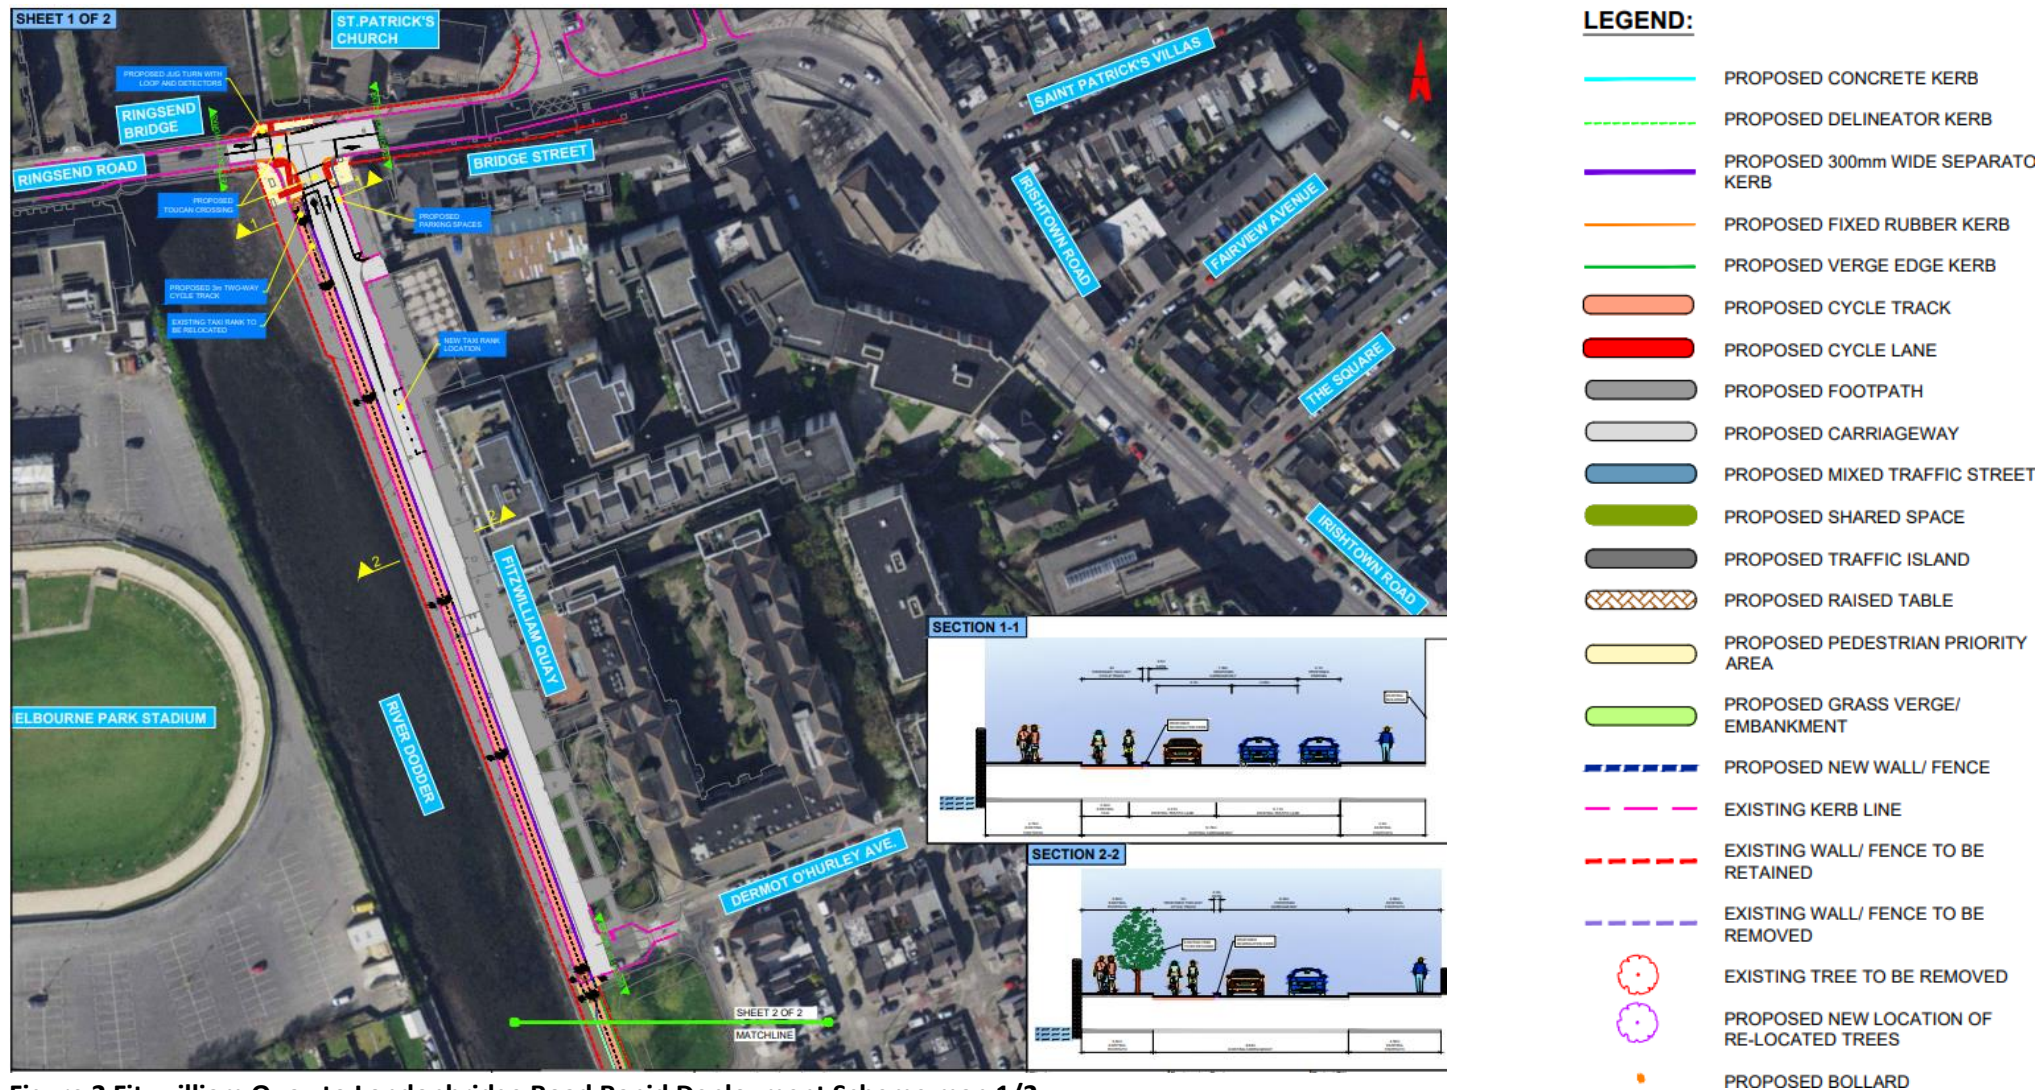 SHEET 1 OF 2
ST.PATRICK'S
CHURCH
PROPOSED JUG TURN WITH
LOOP AND DETECTORS
RINGSEND
BRIDGE
SAINT PATRICK'S VILLAS
RINGSEND ROAD
BRIDGE STREET
PROPOSED
TOUCAN CROSSING
1
PROPOSED
PARKING SPACES
IRISHTOWN ROAD
FAIRVIEW AVENUE
PROPOSED 3m TWO-WAY
CYCLE TRACK
EXISTING TAXI RANK TO
BE RELOCATED
NEW TAXI RANK
LOCATION
THE SQUARE
2
2
FITZWILLIAM QUAY
IRISHTOWN ROAD
ELBOURNE PARK STADIUM
RIVER DODDER
DERMOT O'HURLEY AVE.
SECTION 1-1
SECTION 2-2
SHEET 2 OF 2
MATCHLINE
LEGEND:
PROPOSED CONCRETE KERB
PROPOSED DELINEATOR KERB
PROPOSED 300mm WIDE SEPARATO
KERB
PROPOSED FIXED RUBBER KERB
PROPOSED VERGE EDGE KERB
PROPOSED CYCLE TRACK
PROPOSED CYCLE LANE
PROPOSED FOOTPATH
PROPOSED CARRIAGEWAY
PROPOSED MIXED TRAFFIC STREET
PROPOSED SHARED SPACE
PROPOSED TRAFFIC ISLAND
PROPOSED RAISED TABLE
PROPOSED PEDESTRIAN PRIORITY
AREA
PROPOSED GRASS VERGE/
EMBANKMENT
PROPOSED NEW WALL/ FENCE
EXISTING KERB LINE
EXISTING WALL/ FENCE TO BE
RETAINED
EXISTING WALL/ FENCE TO BE
REMOVED
EXISTING TREE TO BE REMOVED
PROPOSED NEW LOCATION OF
RE-LOCATED TREES
PROPOSED BOLLARD